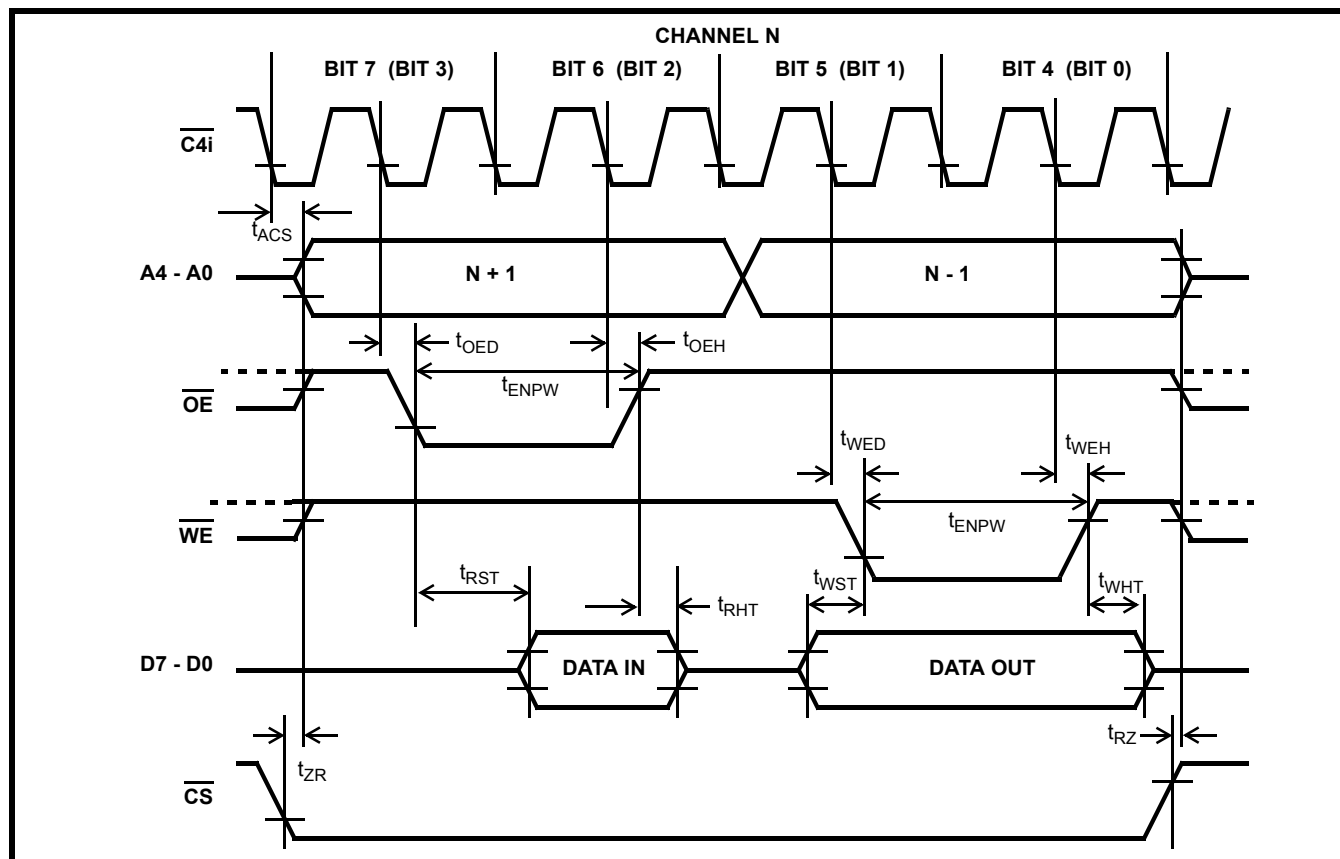 CHANNEL N
BIT 7 (BIT 3) BIT 6 (BIT 2) BIT 5 (BIT 1) BIT 4 (BIT 0)
C4i
tACS
A4 - A0 N + 1 N - 1
tOED tOEH
OE tENPW
tWED tWEH
WE tENPW
tRST tRHT tWST tWHT
D7 - D0 DATA IN DATA OUT
tZR tRZ
CS